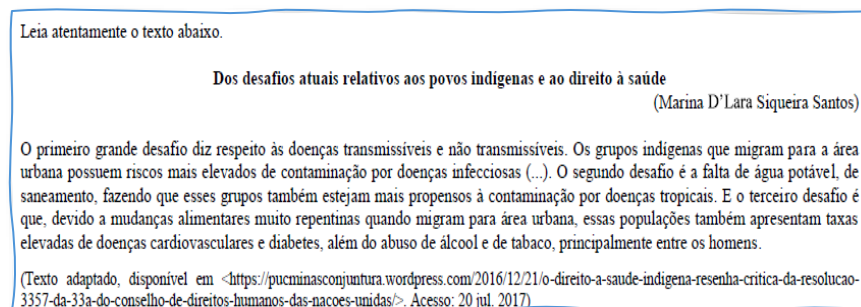 Leia atentamente o texto abaixo.
Dos desafios atuais relativos aos povos indígenas e ao direito à saúde
(Marina D’Lara Siqueira Santos)
O primeiro grande desafio diz respeito às doenças transmissíveis e não transmissíveis. Os grupos indígenas que migram para a área
urbana possuem riscos mais elevados de contaminação por doenças infecciosas (...). O segundo desafio é a falta de água potável, de
saneamento, fazendo que esses grupos também estejam mais propensos à contaminação por doenças tropicais. E o terceiro desafio é
que, devido a mudanças alimentares muito repentinas quando migram para área urbana, essas populações também apresentam taxas
elevadas de doenças cardiovasculares e diabetes, além do abuso de álcool e de tabaco, principalmente entre os homens.
(Texto adaptado, disponível em <https://pucminasconjuntura.wordpress.com/2016/12/21/o-direito-a-saude-indigena-resenha-critica-da-resolucao-
3357-da-33a-do-conselho-de-direitos-humanos-das-nacoes-unidas/>. Acesso: 20 jul. 2017)